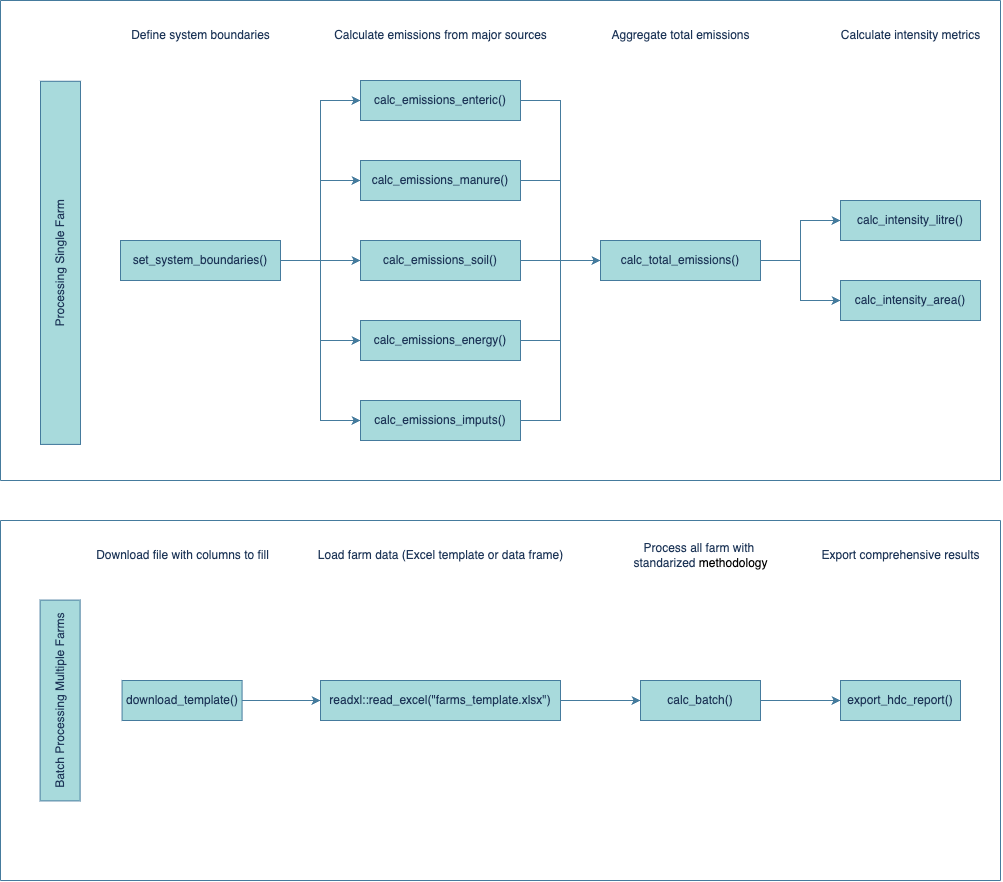 Define system boundaries
Calculate emissions from major sources
Aggregate total emissions
Calculate intensity metrics
Processing Single Farm
set_system_boundaries()
calc_emissions_enteric()
calc_emissions_manure()
calc_emissions_soil()
calc_emissions_energy()
calc_emissions_imputs()
calc_total_emissions()
calc_intensity_litre()
calc_intensity_area()
Download file with columns to fill
Load farm data (Excel template or data frame)
Process all farm with
standarized methodology
Export comprehensive results
Batch Processing Multiple Farms
download_template()
readxl::read_excel("farms_template.xlsx")
calc_batch()
export_hdc_report()